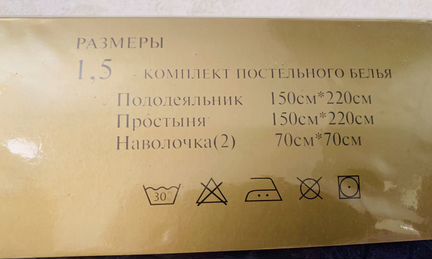 РАЗМЕРЫ
1,5 КОМПЛЕКТ ПОСТЕЛЬНОГО БЕЛЬЯ
Пододеяльник 150см*220см
Простыня 150см*220см
Наволочка(2) 70см*70см
30°